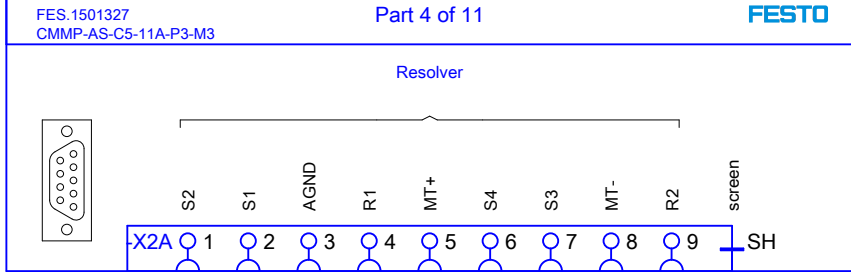 FES.1501327
CMMP-AS-C5-11A-P3-M3
Part 4 of 11
FESTO
Resolver
S2 S1 AGND R1 MT+ S4 S3 MT- R2 screen
-X2A 1 2 3 4 5 6 7 8 9 SH